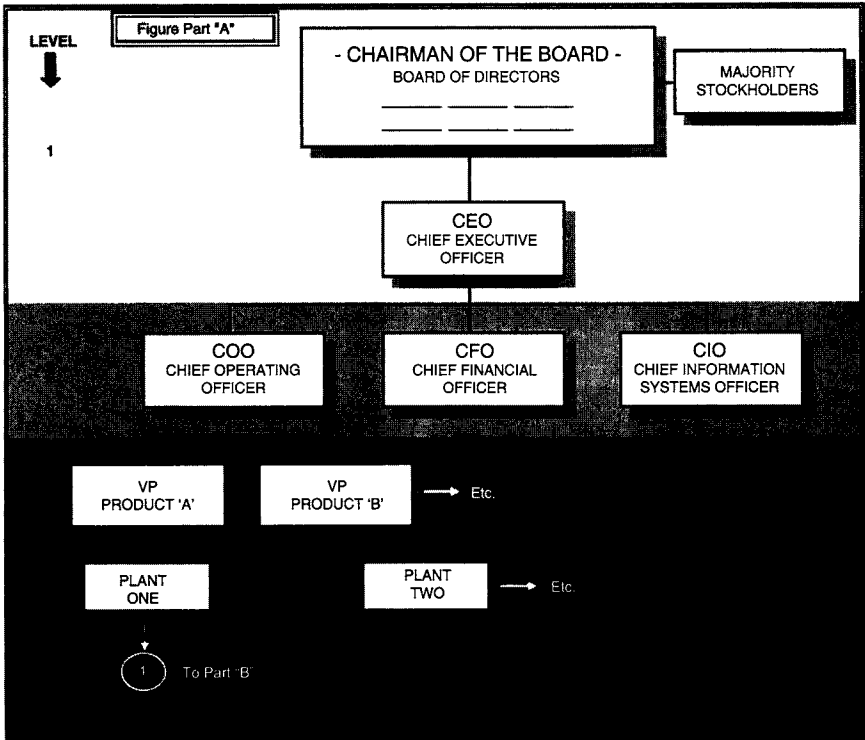 Figure Part "A"
LEVEL
1
- CHAIRMAN OF THE BOARD -
BOARD OF DIRECTORS
MAJORITY
STOCKHOLDERS
CEO
CHIEF EXECUTIVE
OFFICER
COO
CHIEF OPERATING
OFFICER
CFO
CHIEF FINANCIAL
OFFICER
CIO
CHIEF INFORMATION
SYSTEMS OFFICER
VP
PRODUCT 'A'
VP
PRODUCT 'B'
Etc.
PLANT
ONE
PLANT
TWO
Etc.
1
To Part "B"